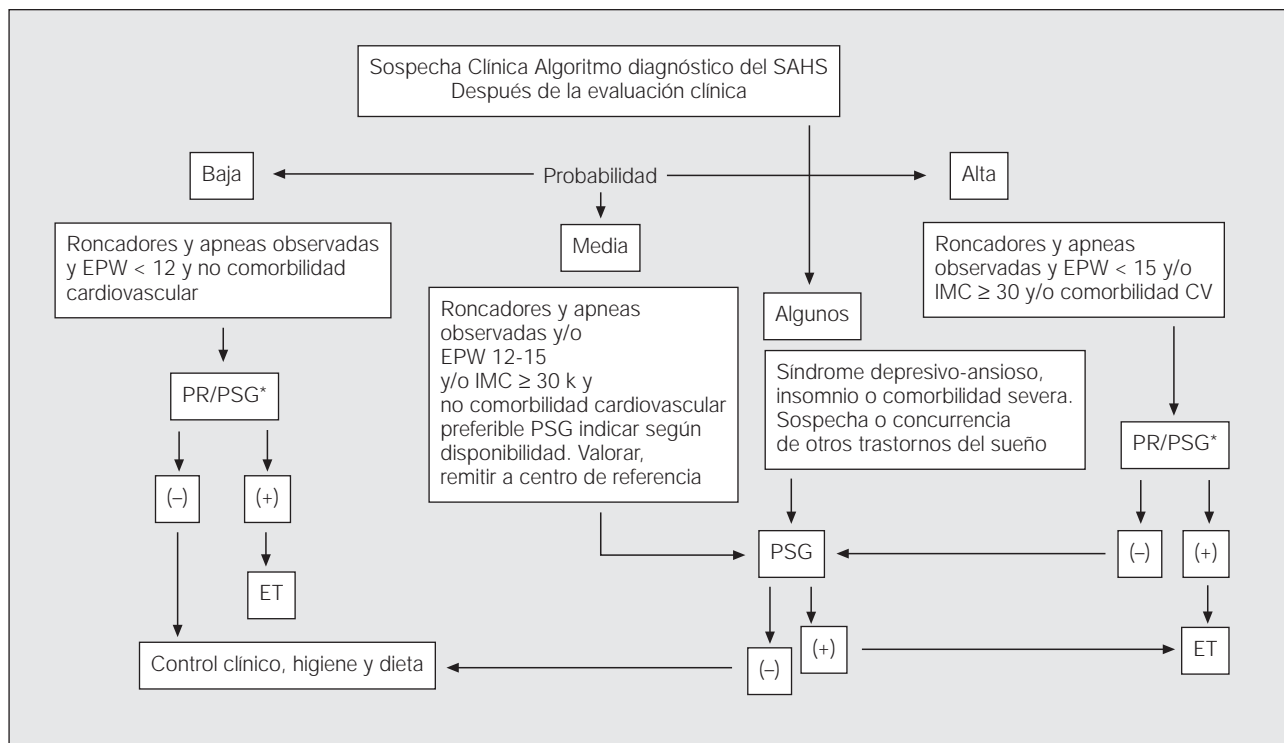 Sospecha Clínica Algoritmo diagnóstico del SAHS
Después de la evaluación clínica
Baja
Probabilidad
Alta
Roncadores y apneas observadas
y EPW < 12 y no comorbilidad
cardiovascular
Media
Roncadores y apneas
observadas y EPW < 15 y/o
IMC ≥ 30 y/o comorbilidad CV
Roncadores y apneas
observadas y/o
EPW 12-15
y/o IMC ≥ 30 k y
no comorbilidad cardiovascular
preferible PSG indicar según
disponibilidad. Valorar,
remitir a centro de referencia
Algunos
Síndrome depresivo-ansioso,
insomnio o comorbilidad severa.
Sospecha o concurrencia
de otros trastornos del sueño
PR/PSG*
PR/PSG*
(–)
(+)
PSG
(–)
(+)
ET
Control clínico, higiene y dieta
(–)
(+)
ET